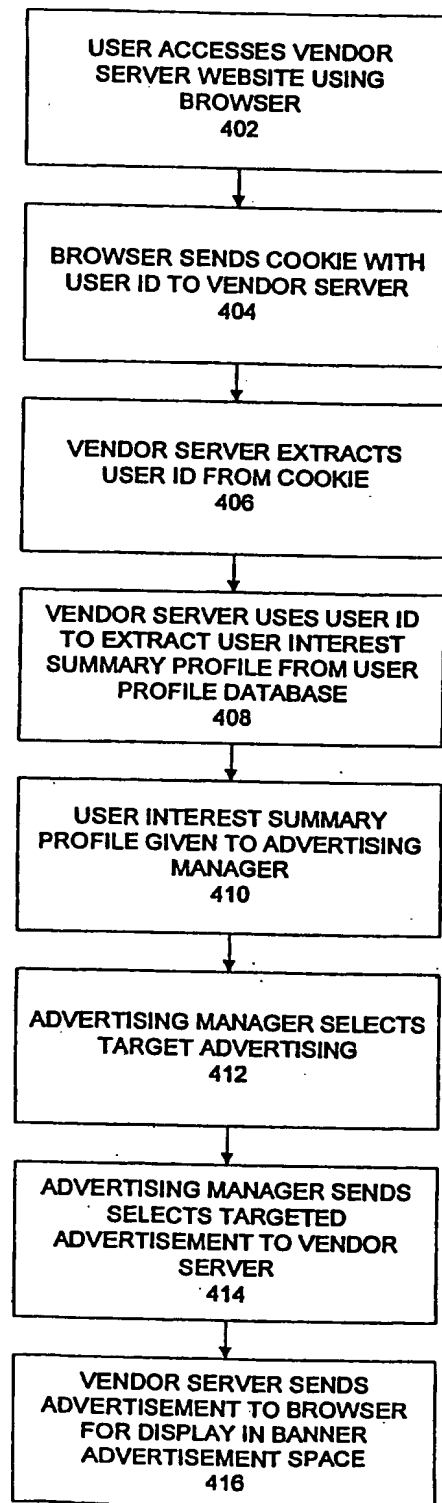 USER ACCESSES VENDOR
SERVER WEBSITE USING
BROWSER
402
BROWSER SENDS COOKIE WITH
USER ID TO VENDOR SERVER
404
VENDOR SERVER EXTRACTS
USER ID FROM COOKIE
406
VENDOR SERVER USES USER ID
TO EXTRACT USER INTEREST
SUMMARY PROFILE FROM USER
PROFILE DATABASE
408
USER INTEREST SUMMARY
PROFILE GIVEN TO ADVERTISING
MANAGER
410
ADVERTISING MANAGER SELECTS
TARGET ADVERTISING
412
ADVERTISING MANAGER SENDS
SELECTS TARGETED
ADVERTISEMENT TO VENDOR
SERVER
414
VENDOR SERVER SENDS
ADVERTISEMENT TO BROWSER
FOR DISPLAY IN BANNER
ADVERTISEMENT SPACE
416